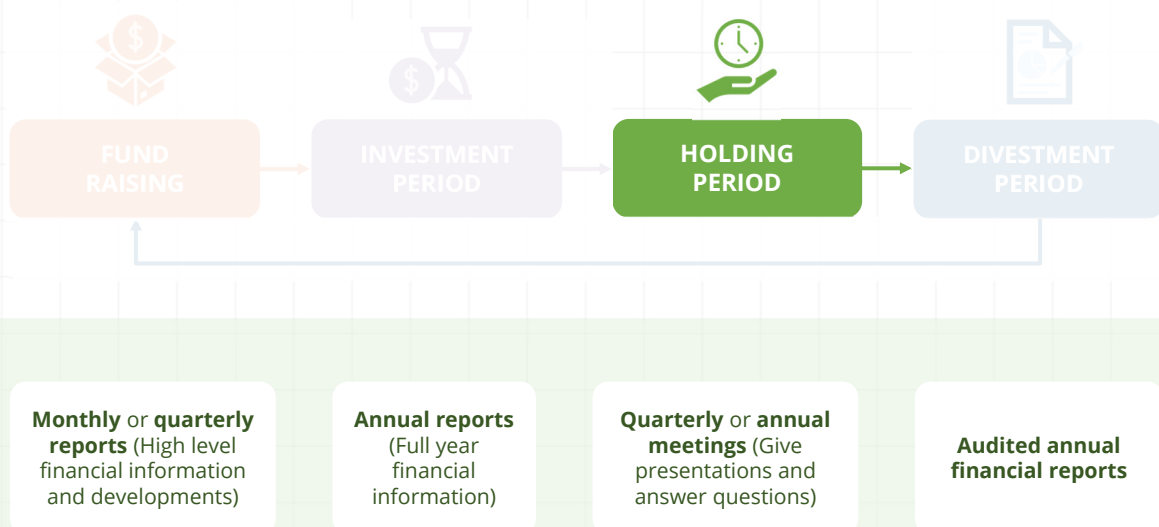 FUND
RAISING
INVESTMENT
PERIOD
HOLDING
PERIOD
DIVESTMENT
PERIOD
Monthly or quarterly
reports (High level
financial information
and developments)
Annual reports
(Full year
financial
information)
Quarterly or annual
meetings (Give
presentations and
answer questions)
Audited annual
financial reports